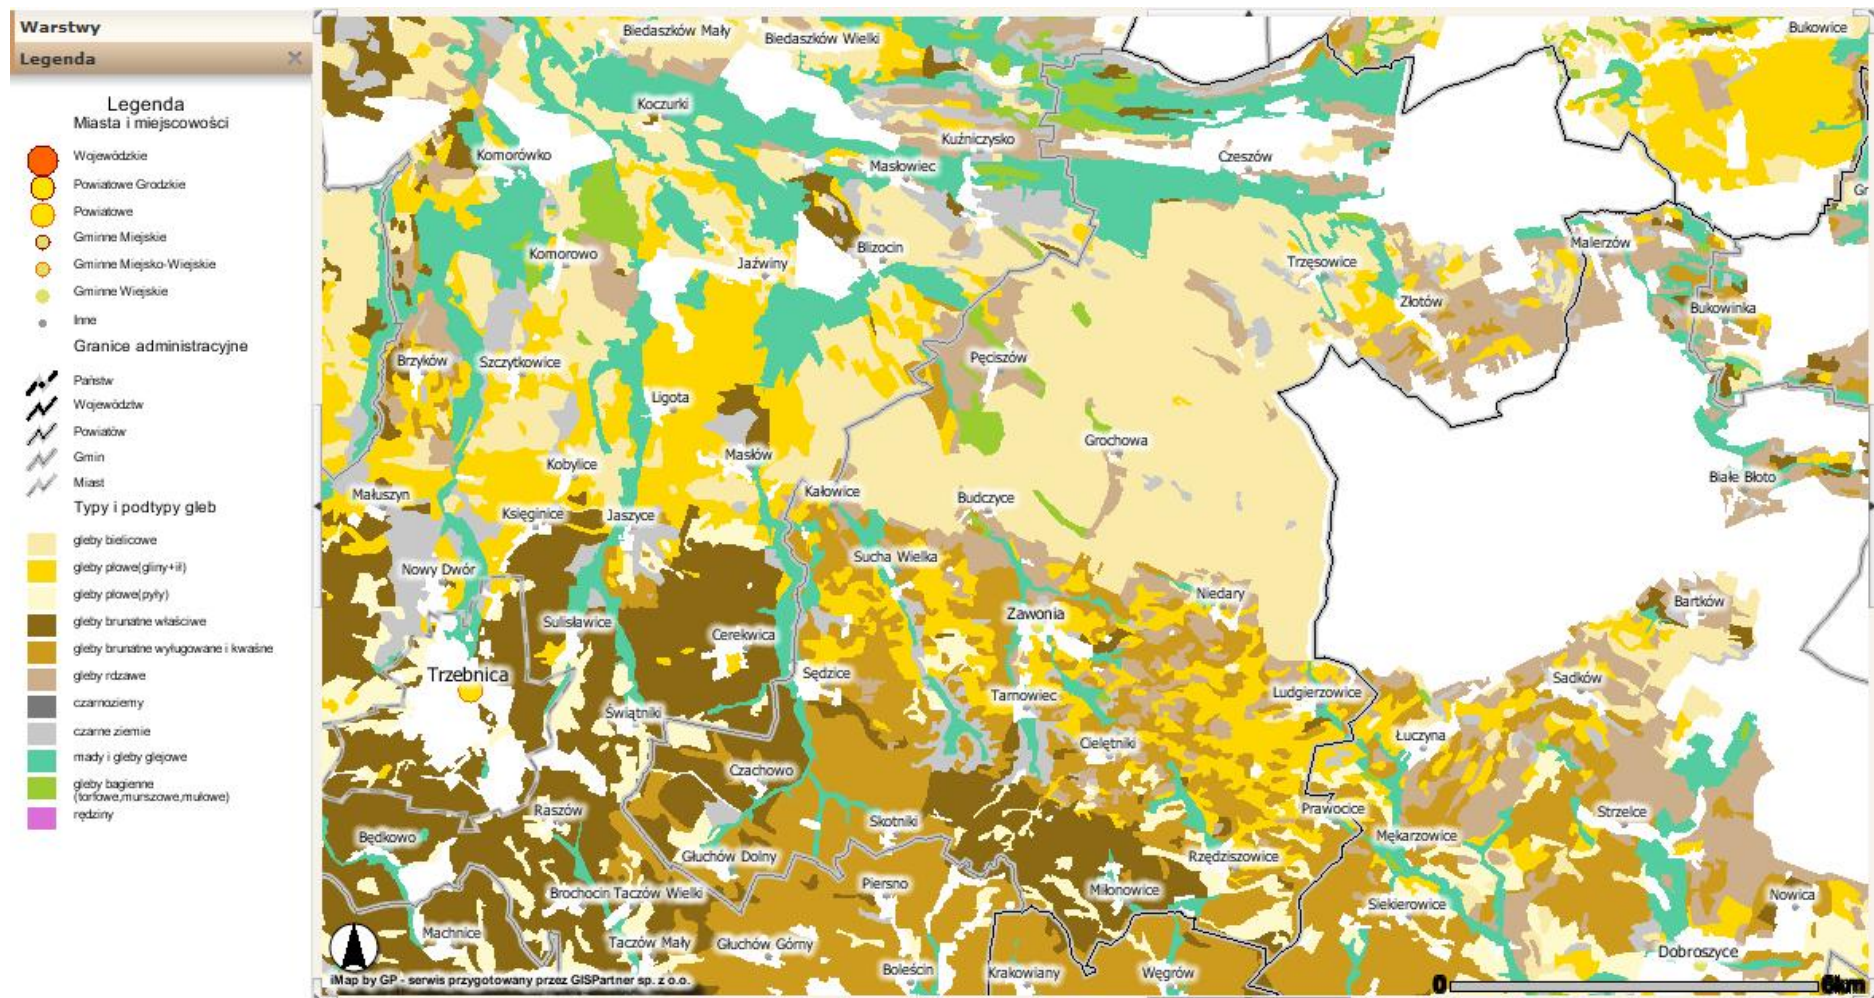 Warstwy
Legenda
Legenda
Miasta i miejscowości
Wojewódzkie
Powiatowe Grodzkie
Powiatowe
Gminne Miejskie
Gminne Miejsko-Wiejskie
Gminne Wiejskie
Inne
Granice administracyjne
Państw
Województw
Powiatów
Gmin
Miast
Typy i podtypy gleb
gleby bielicowe
gleby płowe(gliny+ił)
gleby płowe(pyły)
gleby brunatne właściwe
gleby brunatne wyługowane i kwaśne
gleby rdzawe
czarnoziemy
czarne ziemie
mady i gleby glejowe
gleby bagienne
(torfowe,murszowe,mułowe)
rędziny
Biedaszków Mały
Biedaszków Wielki
Bukowice
Koczurki
Kuźniczysko
Komorówko
Masłowiec
Czeszów
Gr
Komorowo
Jaźwiny
Blizocin
Trzęsowice
Malerzów
Złotów
Bukowinka
Brzyków
Szczytkowice
Pęciszów
Ligota
Grochowa
Kobylice
Masłów
Małuszyn
Kałowice
Budczyce
Białe Błoto
Księginice
Jaszyce
Nowy Dwór
Sucha Wielka
Niedary
Bartków
Sulisławice
Cerekwica
Zawonia
Trzebnica
Sędzice
Tarnowiec
Ludgierzowice
Sadków
Świątniki
Cielętniki
Łuczyna
Czachowo
Raszów
Skotniki
Prawocice
Strzelce
Będkowo
Mękarzowice
Głuchów Dolny
Rzędziszowice
Brochocin
Taczów Wielki
Piersno
Miłonowice
Siekierowice
Nowica
Machnice
Taczów Mały
Głuchów Górny
Dobroszyce
Boleścin
Krakowiany
Węgrów
iMap by GP - serwis przygotowany przez GISPartner sp. z o.o.
0
6km